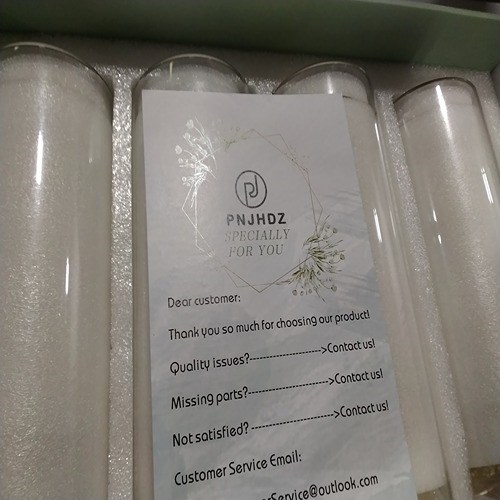 PNJHDZ
SPECIALLY
FOR YOU
Dear customer:
Thank you so much for choosing our product!
Quality issues?---------------------->Contact us!
Missing parts?------------------------->Contact us!
Not satisfied? ------------------------->Contact us!
Customer Service Email:
erService@outlook.com